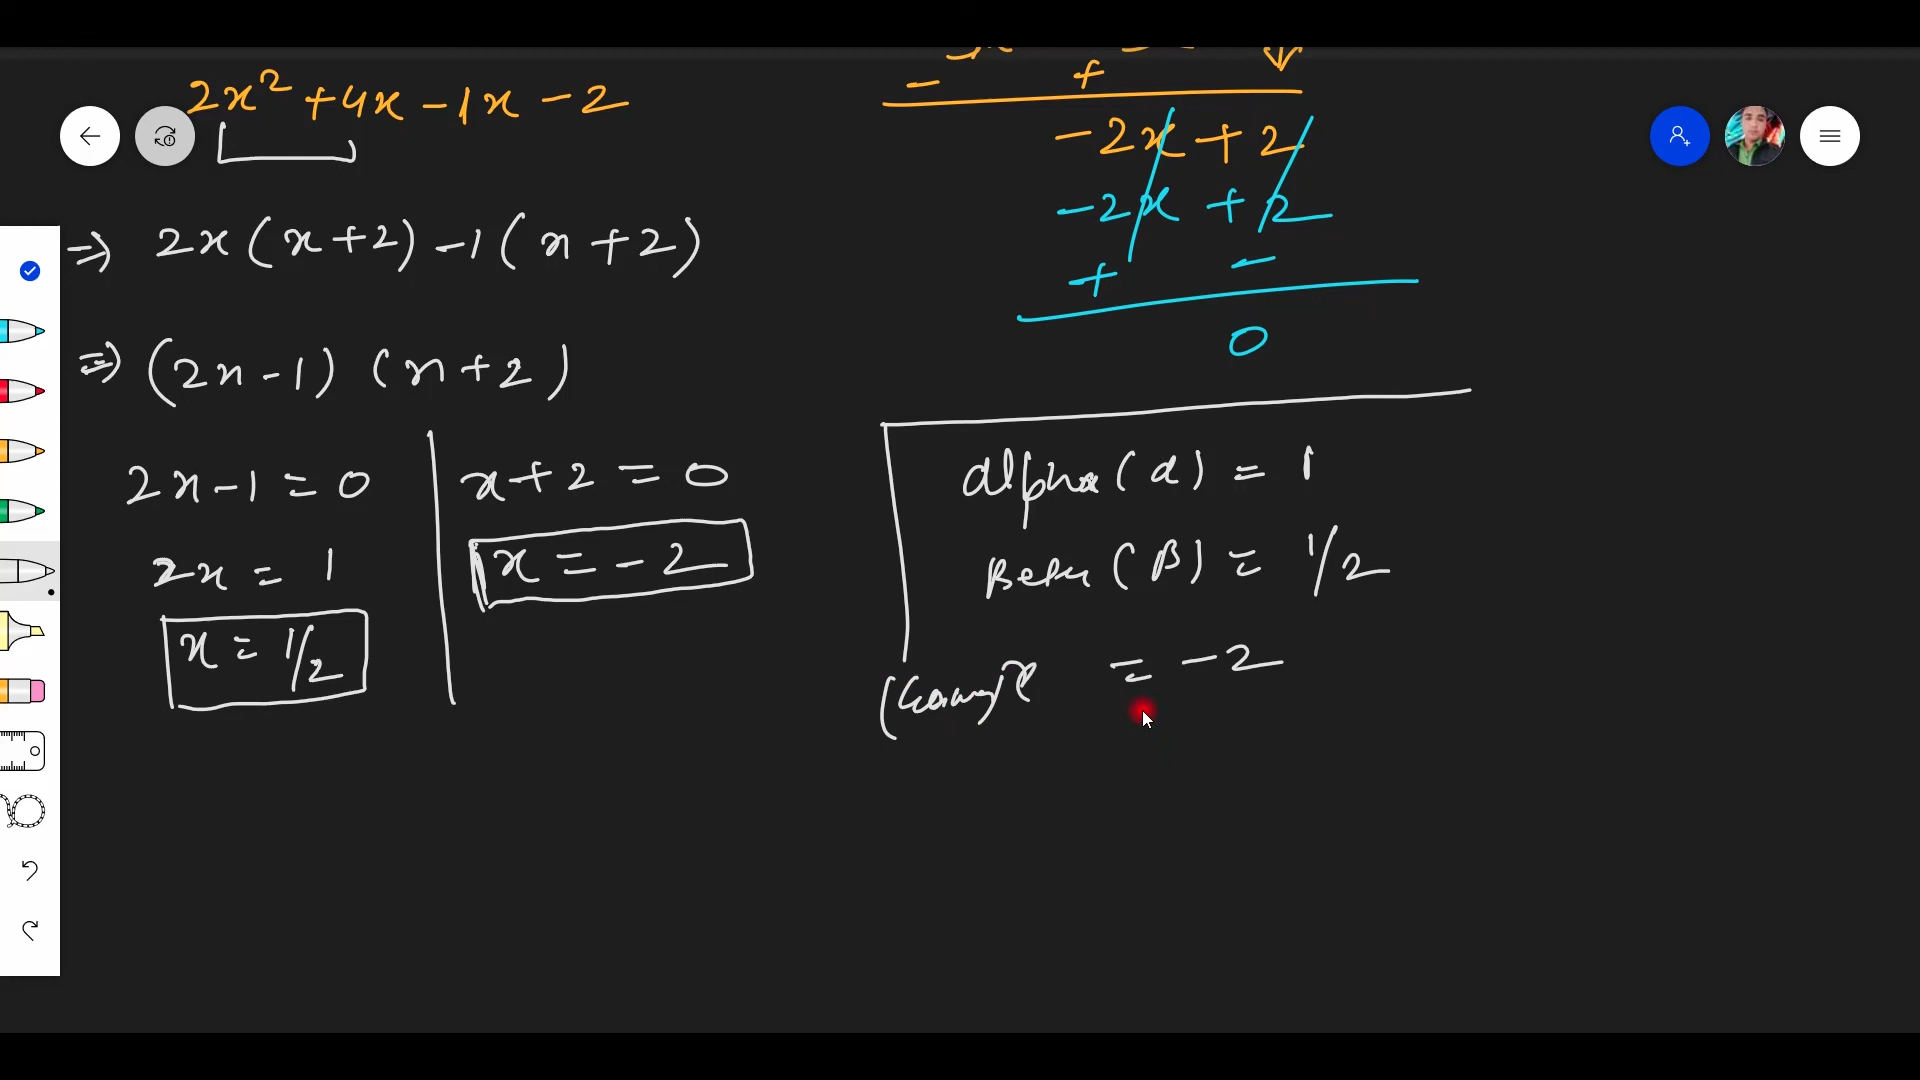 2x² + 4x - 1x - 2
⇒ 2x(x+2) -1(x+2)
⇒ (2x-1) (x+2)
2x-1 = 0
2x = 1
x = 1/2
x+2 = 0
x = -2
- +
-2x + 2
-2x + 2
+ -
0
alpha(α) = 1
Beta(β) = 1/2
= -2